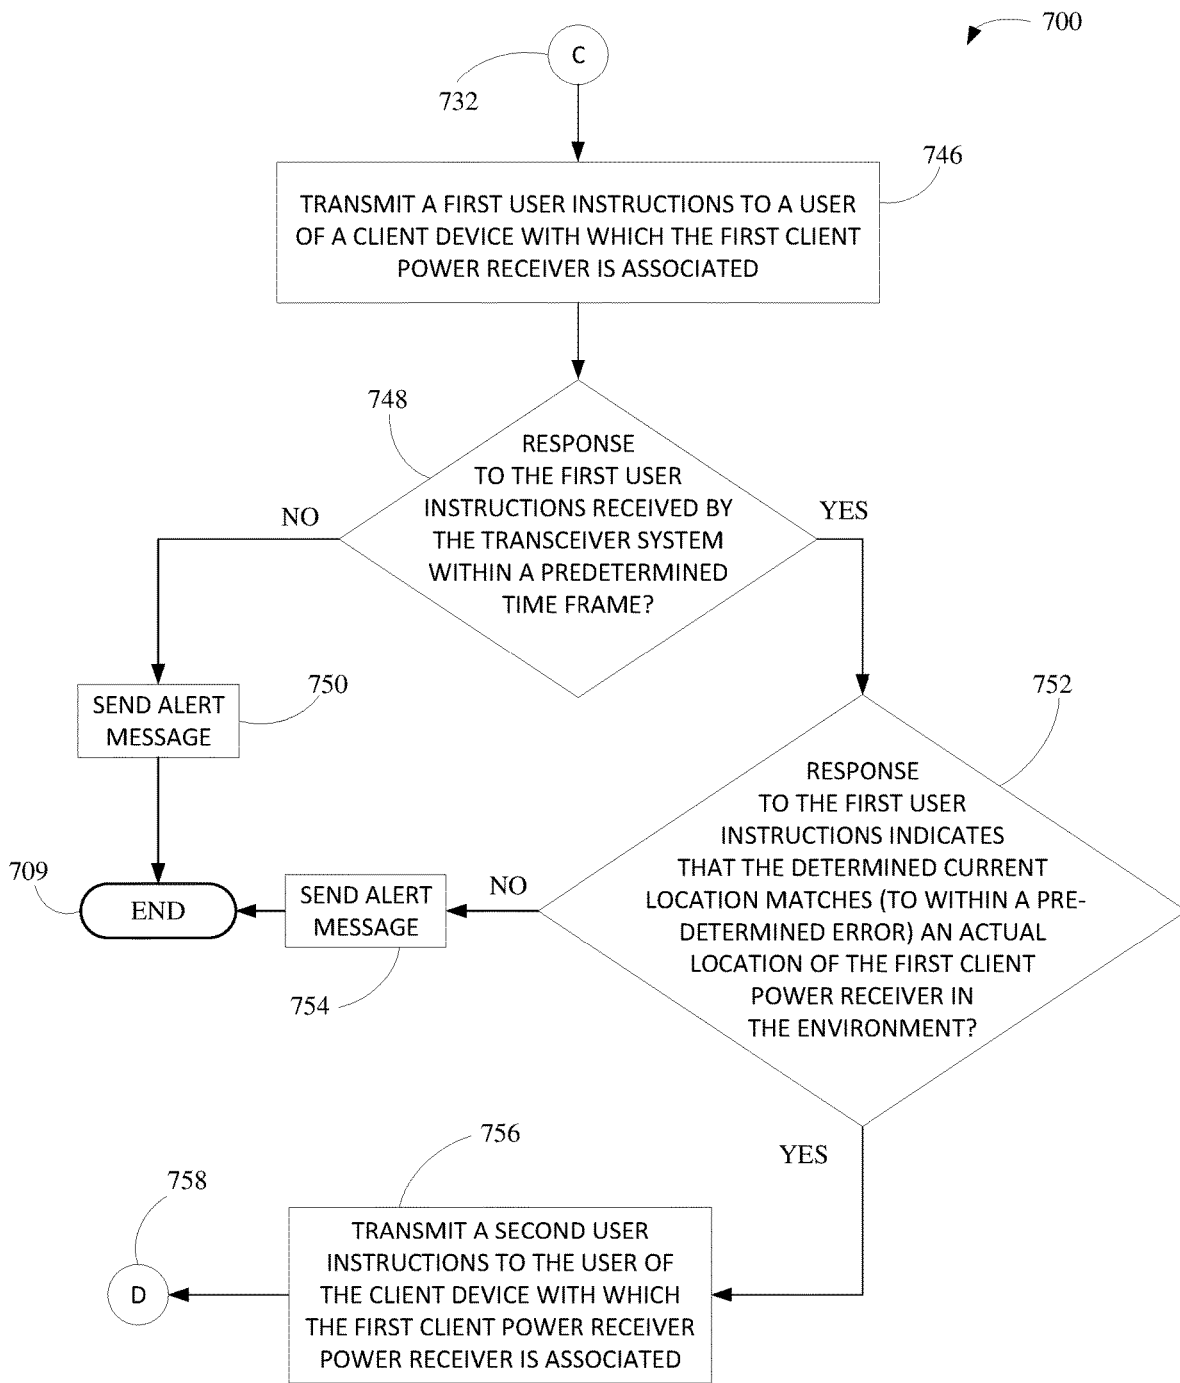 700
C
732
746
TRANSMIT A FIRST USER INSTRUCTIONS TO A USER
OF A CLIENT DEVICE WITH WHICH THE FIRST CLIENT
POWER RECEIVER IS ASSOCIATED
748
RESPONSE
TO THE FIRST USER
INSTRUCTIONS RECEIVED BY
THE TRANSCEIVER SYSTEM
WITHIN A PREDETERMINED
TIME FRAME?
NO
YES
SEND ALERT
MESSAGE
750
752
RESPONSE
TO THE FIRST USER
INSTRUCTIONS INDICATES
THAT THE DETERMINED CURRENT
LOCATION MATCHES (TO WITHIN A PRE-
DETERMINED ERROR) AN ACTUAL
LOCATION OF THE FIRST CLIENT
POWER RECEIVER IN
THE ENVIRONMENT?
709
END
SEND ALERT
MESSAGE
NO
754
YES
756
758
TRANSMIT A SECOND USER
INSTRUCTIONS TO THE USER OF
THE CLIENT DEVICE WITH WHICH
THE FIRST CLIENT POWER RECEIVER
POWER RECEIVER IS ASSOCIATED
D